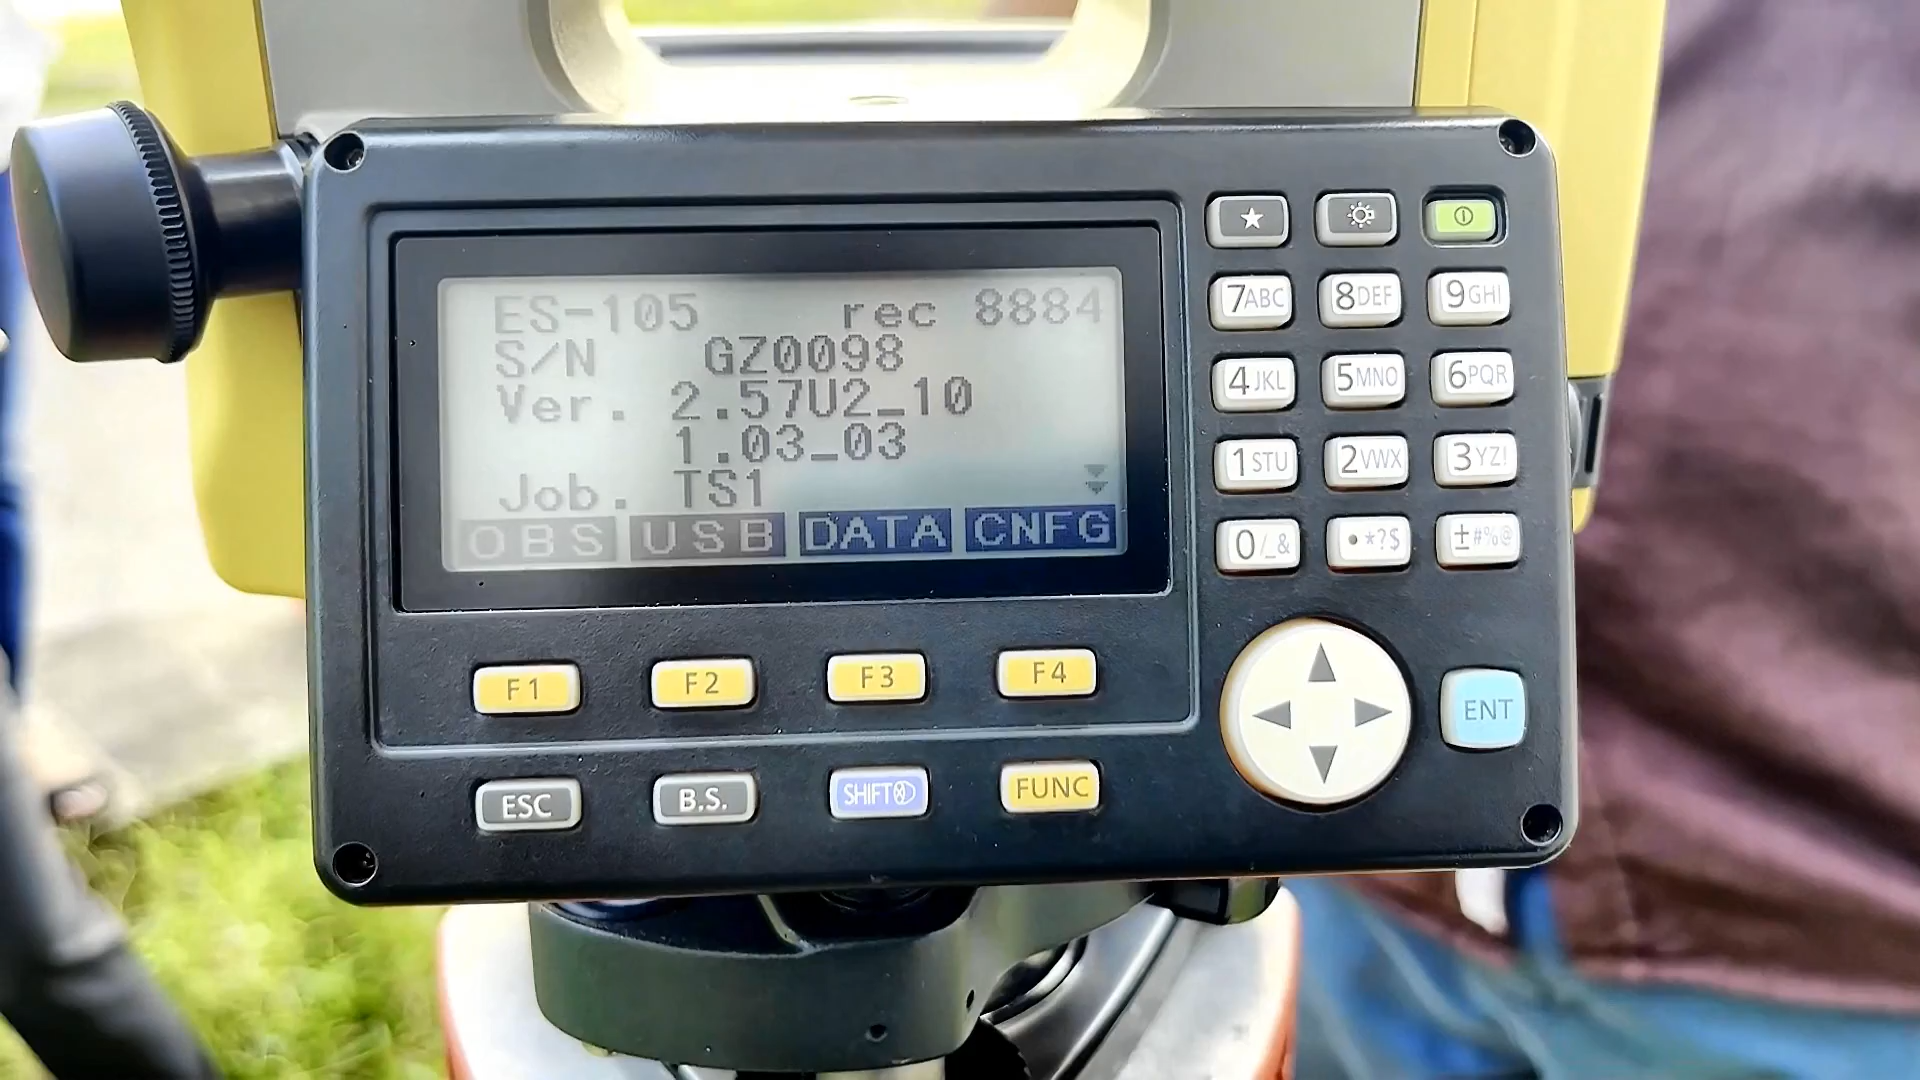 ES-105 rec 8884
S/N GZ0098
Ver. 2.57U2_10
1.03_03
Job. TS1
OBS USB DATA CNFG
F1 F2 F3 F4
ESC B.S. SHIFT FUNC
7ABC 8DEF 9GHI
4JKL 5MNO 6PQR
1STU 2VWX 3YZ!
0/_& •*?$ ±#%@
ENT